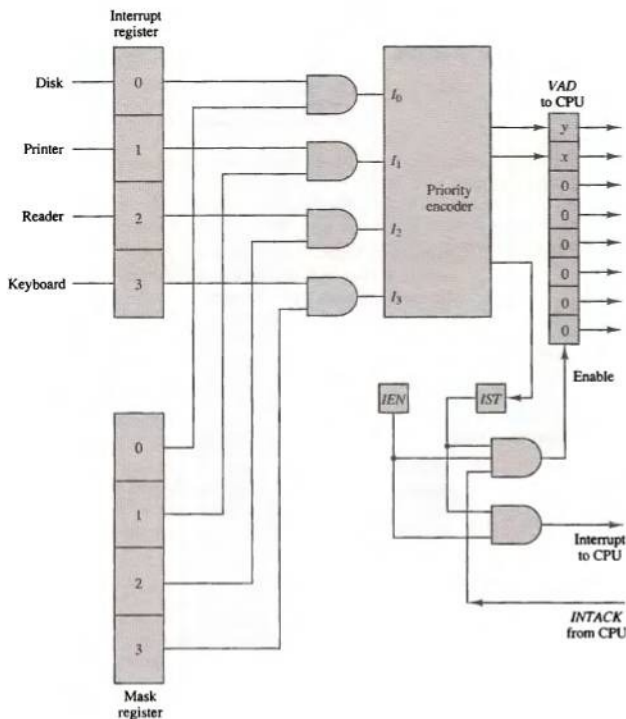 Interrupt
register
Disk
0
Printer
1
Reader
2
Keyboard
3
I0
I1
I2
I3
Priority
encoder
VAD
to CPU
y
x
0
0
0
0
0
0
Enable
IEN
IST
Interrupt
to CPU
INTACK
from CPU
0
1
2
3
Mask
register